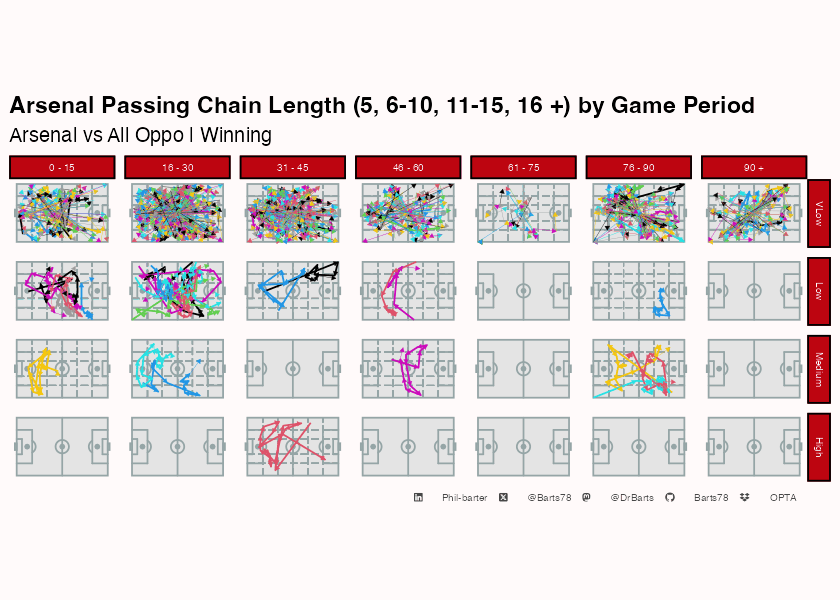 Arsenal Passing Chain Length (5, 6-10, 11-15, 16 +) by Game Period
Arsenal vs All Oppo | Winning
0 - 15 16 - 30 31 - 45 46 - 60 61 - 75 76 - 90 90 +
VLow
Low
Medium
High
Phil-barter @Barts78 @DrBarts Barts78 OPTA